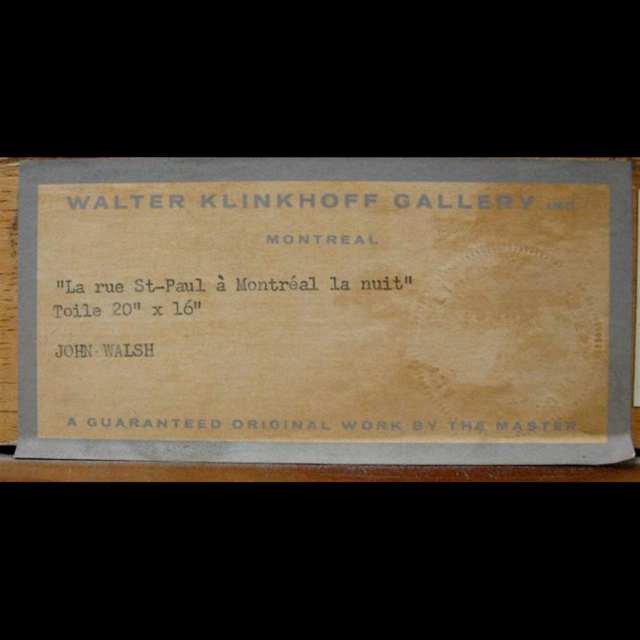 WALTER KLINKHOFF GALLERY INC.
MONTREAL
"La rue St-Paul à Montréal la nuit"
Toile 20" x 16"
JOHN WALSH
A GUARANTEED ORIGINAL WORK BY THE MASTER